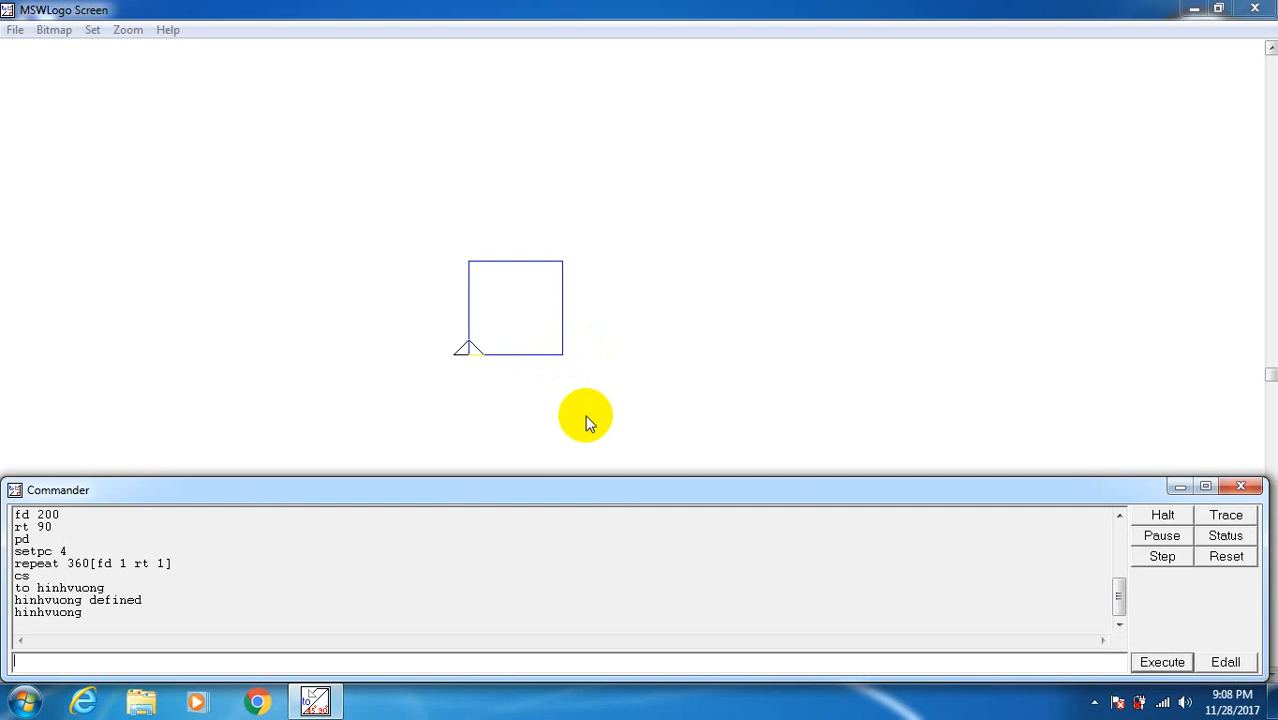 MSWLogo Screen
File Bitmap Set Zoom Help
Commander
fd 200
rt 90
pd
setpc 4
repeat 360[fd 1 rt 1]
cs
to hinhvuong
hinhvuong defined
hinhvuong
Halt Trace
Pause Status
Step Reset
Execute Edall
9:08 PM
11/28/2017